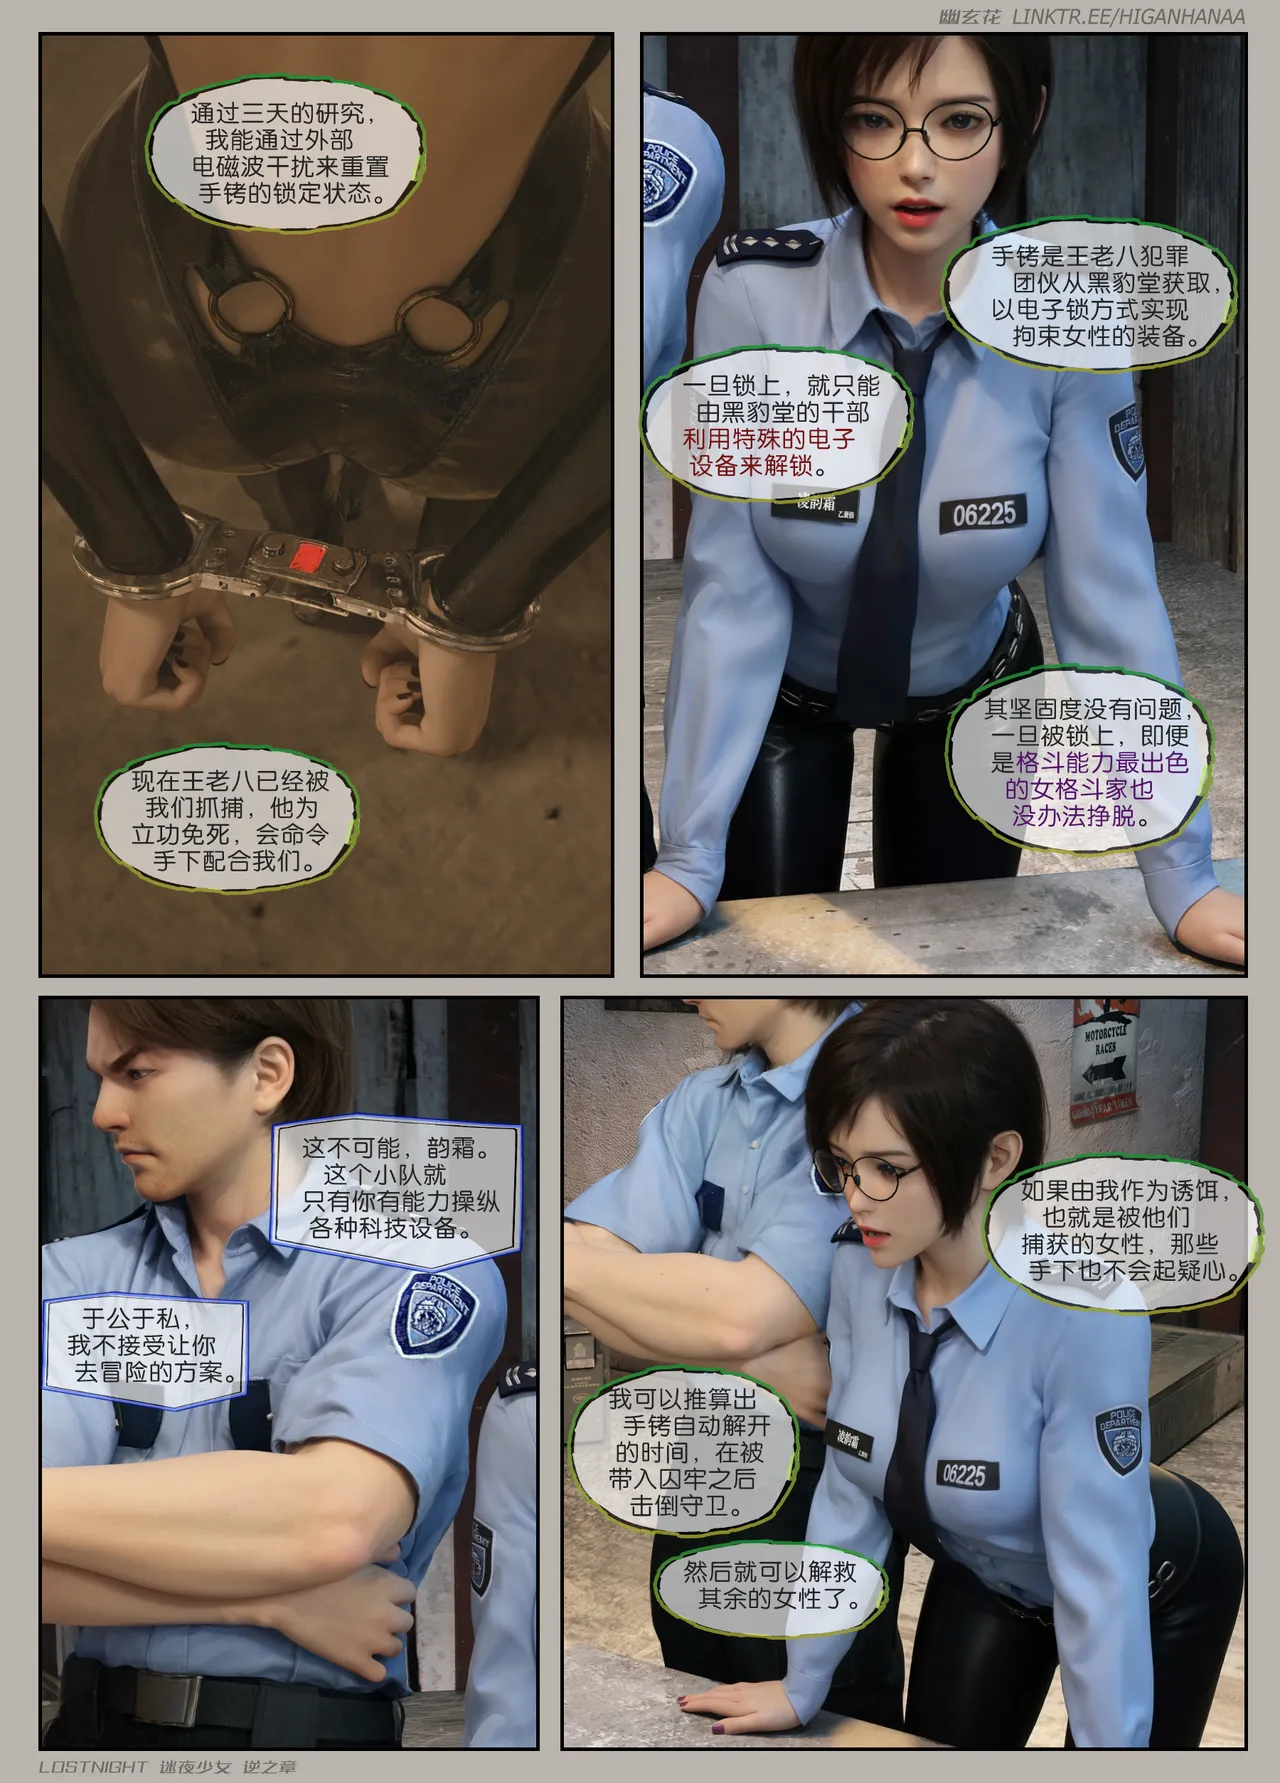 幽玄花 LINKTR.EE/HIGANHANAA
通过三天的研究，
我能通过外部
电磁波干扰来重置
手铐的锁定状态。
现在王老八已经被
我们抓捕，他为
立功免死，会命令
手下配合我们。
POLICE
DEPARTMENT
手铐是王老八犯罪
团伙从黑豹堂获取，
以电子锁方式实现
拘束女性的装备。
一旦锁上，就只能
由黑豹堂的干部
利用特殊的电子
设备来解锁。
凌韵霜
06225
其坚固度没有问题，
一旦被锁上，即便
是格斗能力最出色
的女格斗家也
没办法挣脱。
这不可能，韵霜。
这个小队就
只有你有能力操纵
各种科技设备。
POLICE
DEPARTMENT
于公于私，
我不接受让你
去冒险的方案。
MOTORCYCLE
RACES
如果由我作为诱饵，
也就是被他们
捕获的女性，那些
手下也不会起疑心。
我可以推算出
手铐自动解开
的时间，在被
带入囚牢之后
击倒守卫。
凌韵霜
06225
POLICE
DEPARTMENT
然后就可以解救
其余的女性了。
LOSTNIGHT 迷夜少女 逆之章